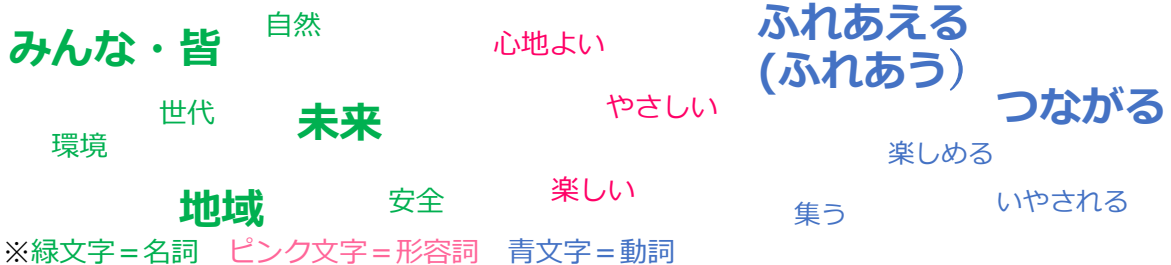 みんな・皆
自然
心地よい
ふれあえる
(ふれあう）
世代
未来
やさしい
つながる
環境
楽しめる
地域
安全
楽しい
集う
いやされる
※緑文字＝名詞　ピンク文字＝形容詞　青文字＝動詞